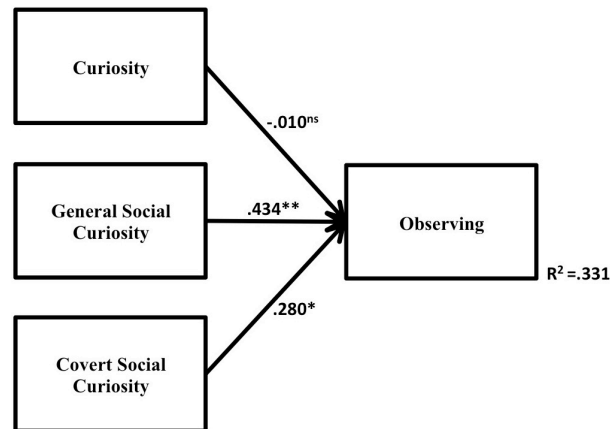 Curiosity
-.010ns
General Social
Curiosity
.434**
Observing
R2 =.331
.280*
Covert Social
Curiosity